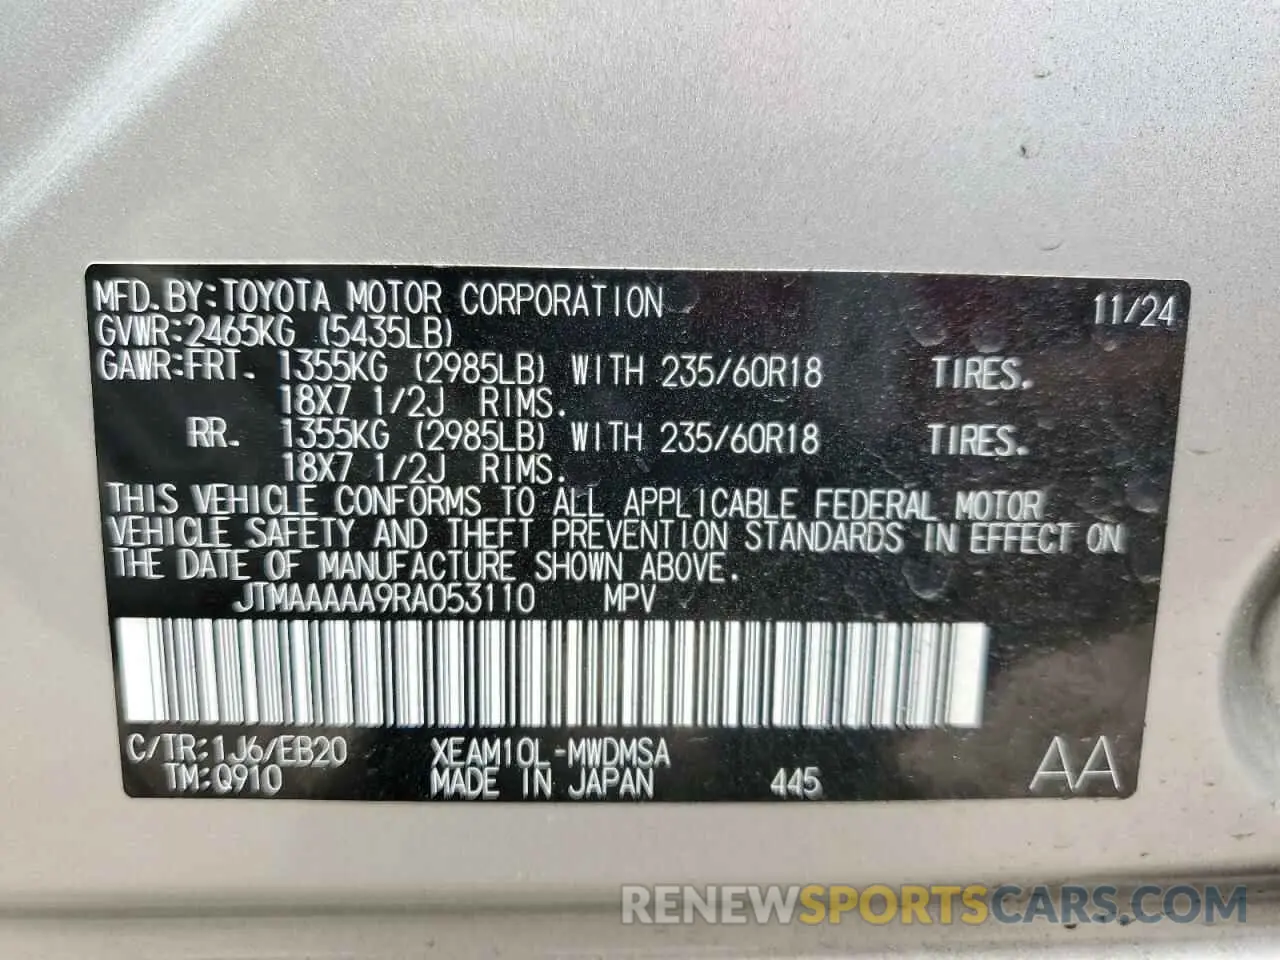 MFD. BY:TOYOTA MOTOR CORPORATION 11/24
GVWR:2465KG (5435LB)
GAWR:FRT. 1355KG (2985LB) WITH 235/60R18 TIRES.
18X7 1/2J RIMS.
RR. 1355KG (2985LB) WITH 235/60R18 TIRES.
18X7 1/2J RIMS.
THIS VEHICLE CONFORMS TO ALL APPLICABLE FEDERAL MOTOR
VEHICLE SAFETY AND THEFT PREVENTION STANDARDS IN EFFECT ON
THE DATE OF MANUFACTURE SHOWN ABOVE.
JTMAAAAA9RA053110 MPV
C/TR:1J6/EB20 XEAM10L-MWDMSA
TM:Q910 MADE IN JAPAN 445 AA
RENEWSPORTSCARS.COM